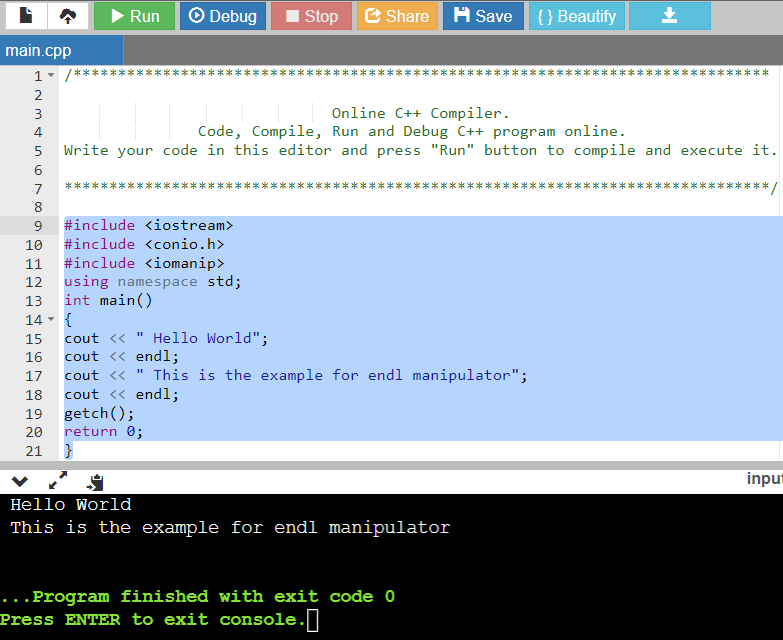 Run Debug Stop Share Save { } Beautify
main.cpp
1 /******************************************************************************
2
3 Online C++ Compiler.
4 Code, Compile, Run and Debug C++ program online.
5 Write your code in this editor and press "Run" button to compile and execute it.
6
7 *******************************************************************************/
8
9 #include <iostream>
10 #include <conio.h>
11 #include <iomanip>
12 using namespace std;
13 int main()
14 {
15 cout << " Hello World";
16 cout << endl;
17 cout << " This is the example for endl manipulator";
18 cout << endl;
19 getch();
20 return 0;
21 }
input
Hello World
This is the example for endl manipulator
...Program finished with exit code 0
Press ENTER to exit console.